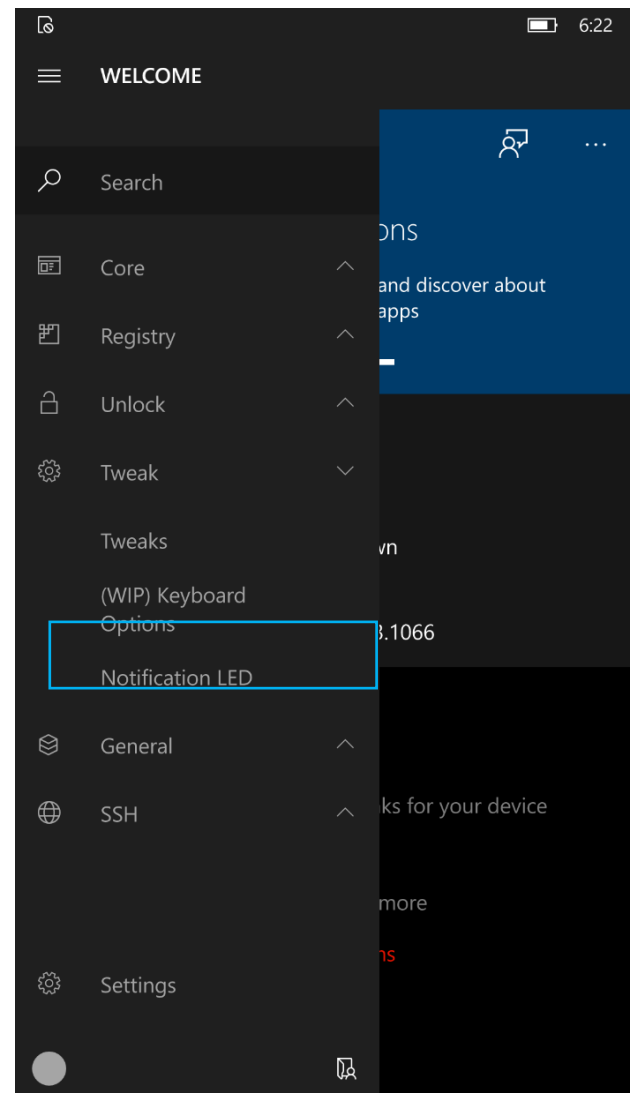 6:22
WELCOME
Search
ons
and discover about
apps
Core
Registry
Unlock
Tweak
Tweaks
(WIP) Keyboard
Options
Notification LED
General
SSH
Settings
wn
3.1066
ks for your device
more
ns